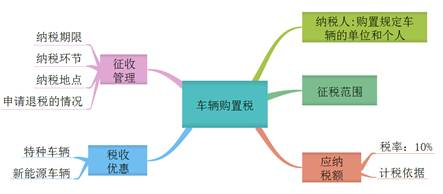 纳税期限
纳税环节
纳税地点
申请退税的情况
征收
管理
特种车辆
新能源车辆
税收
优惠
车辆购置税
纳税人:购置规定车
辆的单位和个人
征税范围
应纳
税额
税率: 10%
计税依据